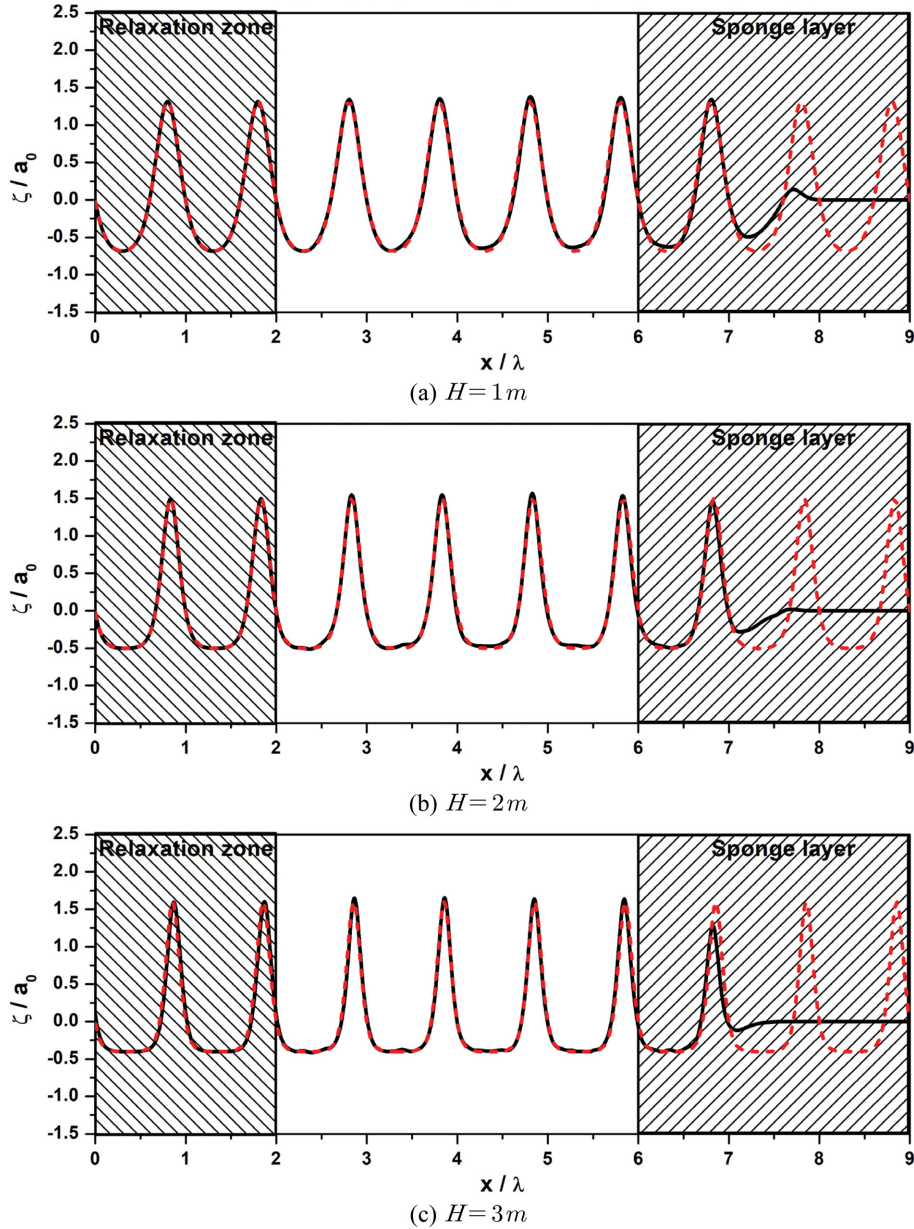 Relaxation zone Sponge layer
2.5
2.0
1.5
1.0
0.5
0.0
-0.5
-1.0
-1.5
ζ / a₀
0 1 2 3 4 5 6 7 8 9
x / λ
(a) H=1m
Relaxation zone Sponge layer
2.5
2.0
1.5
1.0
0.5
0.0
-0.5
-1.0
-1.5
ζ / a₀
0 1 2 3 4 5 6 7 8 9
x / λ
(b) H=2m
Relaxation zone Sponge layer
2.5
2.0
1.5
1.0
0.5
0.0
-0.5
-1.0
-1.5
ζ / a₀
0 1 2 3 4 5 6 7 8 9
x / λ
(c) H=3m